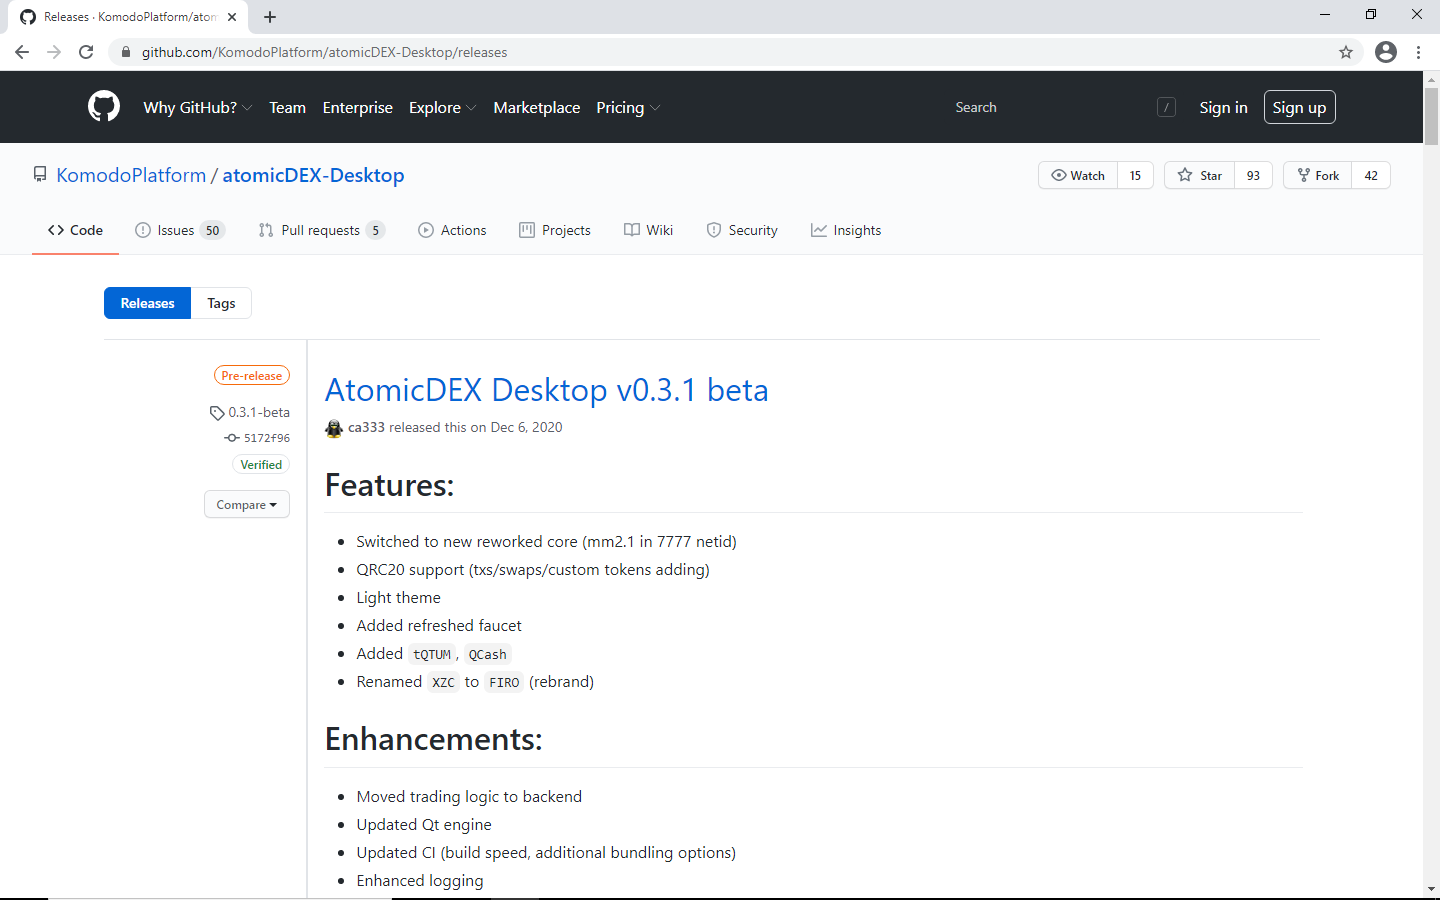 Releases · KomodoPlatform/atom
github.com/KomodoPlatform/atomicDEX-Desktop/releases
Why GitHub? Team Enterprise Explore Marketplace Pricing Search / Sign in Sign up
KomodoPlatform / atomicDEX-Desktop Watch 15 Star 93 Fork 42
Code Issues 50 Pull requests 5 Actions Projects Wiki Security Insights
Releases Tags
Pre-release
0.3.1-beta
5172f96
Verified
Compare
AtomicDEX Desktop v0.3.1 beta
ca333 released this on Dec 6, 2020
Features:
• Switched to new reworked core (mm2.1 in 7777 netid)
• QRC20 support (txs/swaps/custom tokens adding)
• Light theme
• Added refreshed faucet
• Added tQTUM, QCash
• Renamed XZC to FIRO (rebrand)
Enhancements:
• Moved trading logic to backend
• Updated Qt engine
• Updated CI (build speed, additional bundling options)
• Enhanced logging